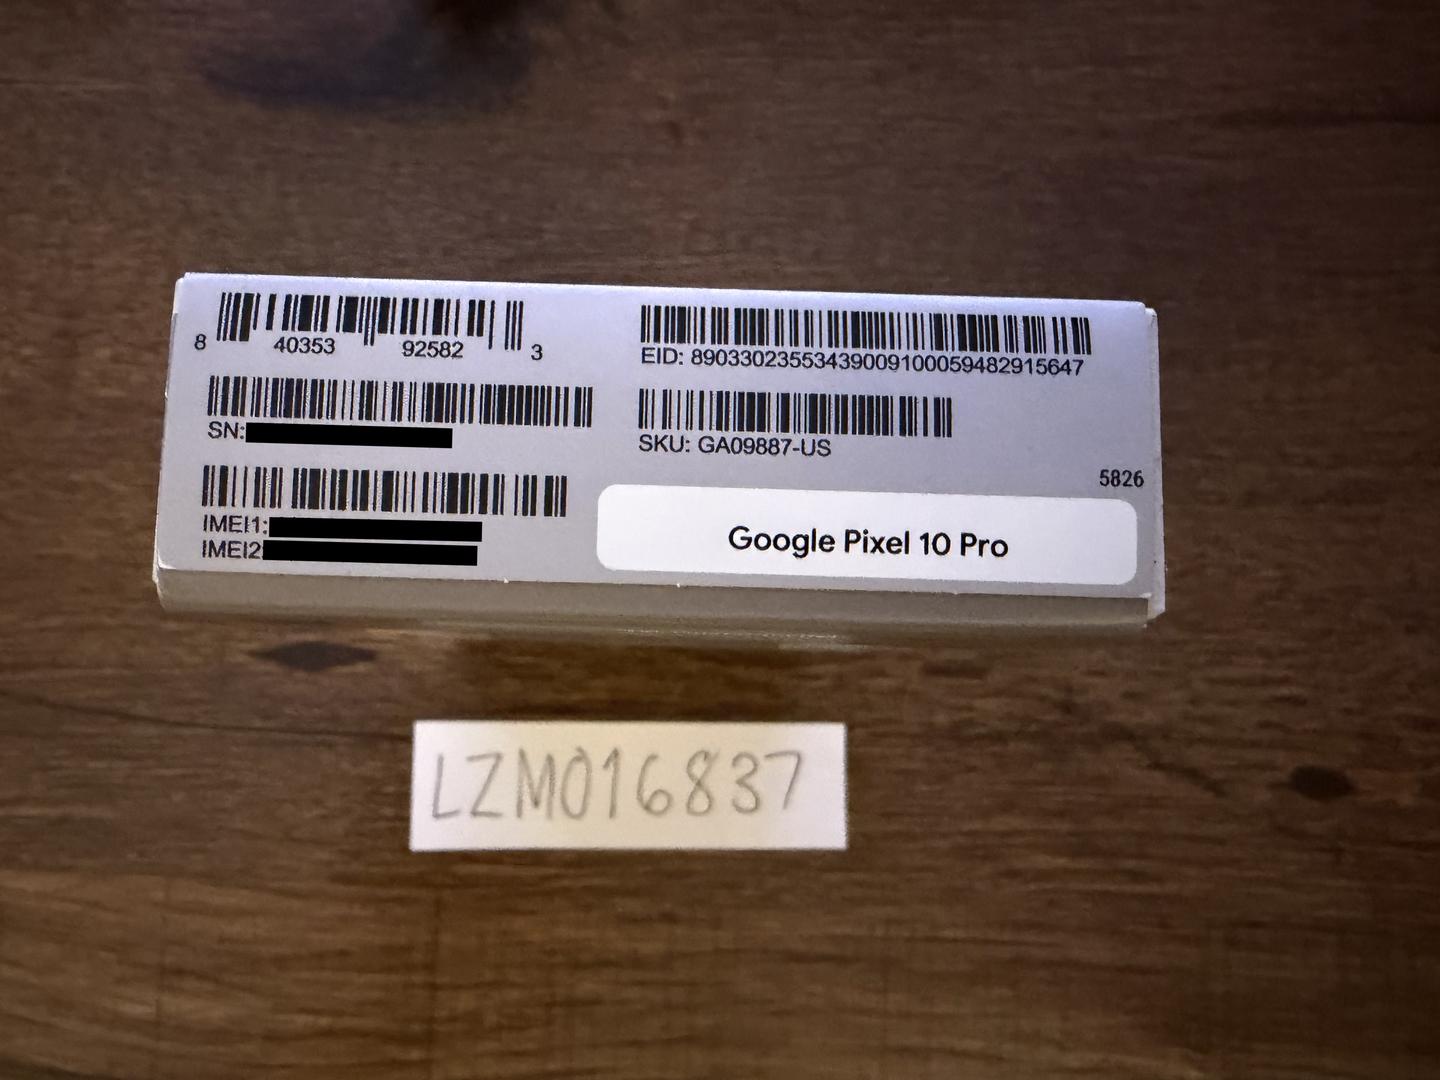 8 40353 92582 3
EID: 89033023553439009100059482915647
SN:
SKU: GA09887-US
5826
IMEI1:
IMEI2
Google Pixel 10 Pro
LZM016837